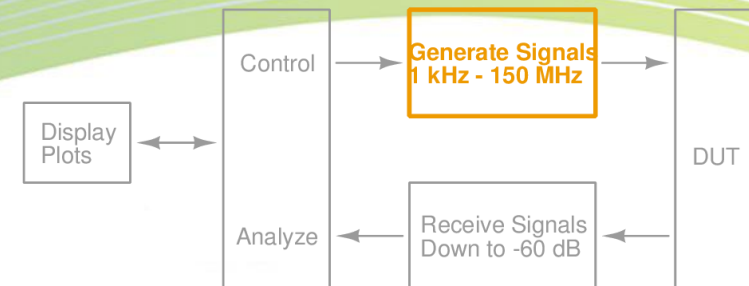 Control
Generate Signals
1 kHz - 150 MHz
Display
Plots
DUT
Analyze
Receive Signals
Down to -60 dB